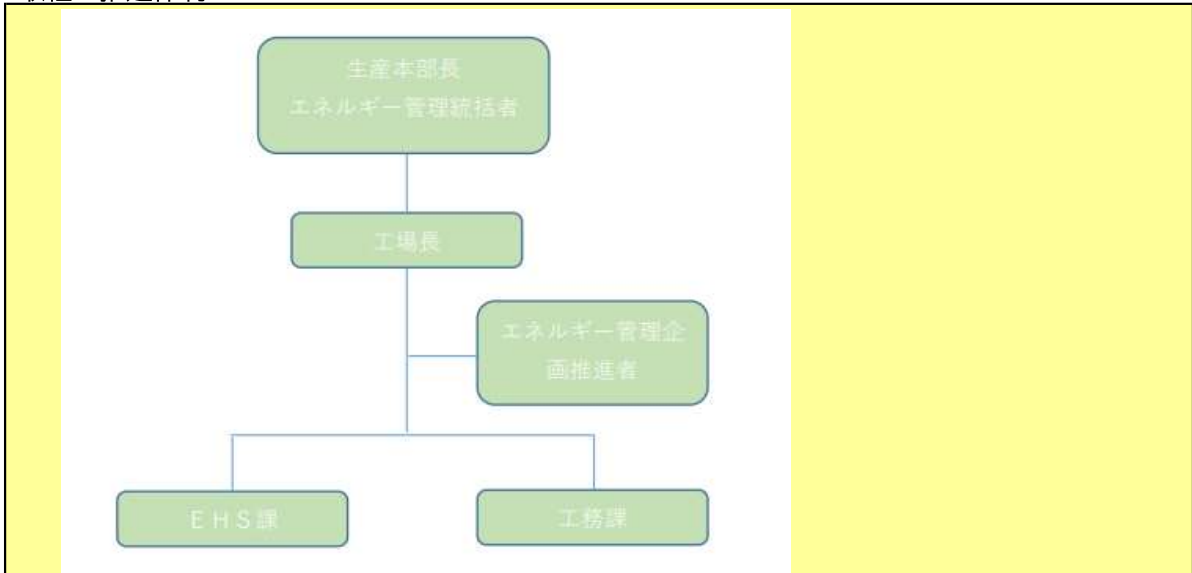 生産本部長
エネルギー管理統括者
工場長
エネルギー管理企
画推進者
ＥＨＳ課
工務課